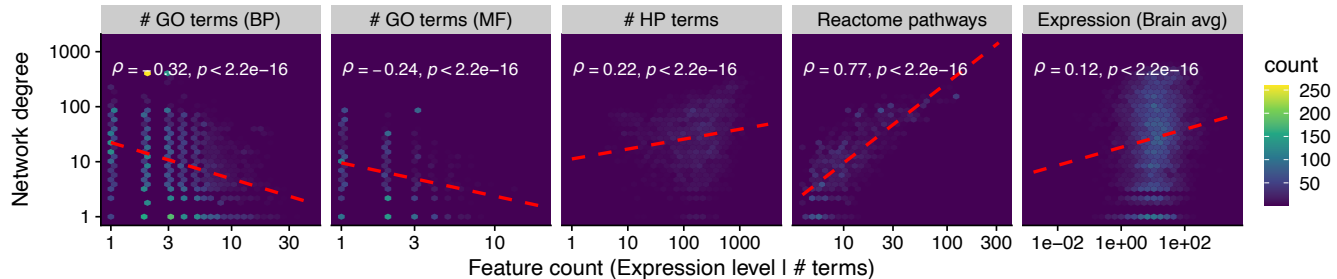 # GO terms (BP)
# GO terms (MF)
# HP terms
Reactome pathways
Expression (Brain avg)
ρ = −0.32, p < 2.2e−16
ρ = −0.24, p < 2.2e−16
ρ = 0.22, p < 2.2e−16
ρ = 0.77, p < 2.2e−16
ρ = 0.12, p < 2.2e−16
Network degree
1000
100
10
1
1 3 10 30
1 3 10
1 10 100 1000
10 30 100 300
1e−02 1e+00 1e+02
Feature count (Expression level | # terms)
count
250
200
150
100
50